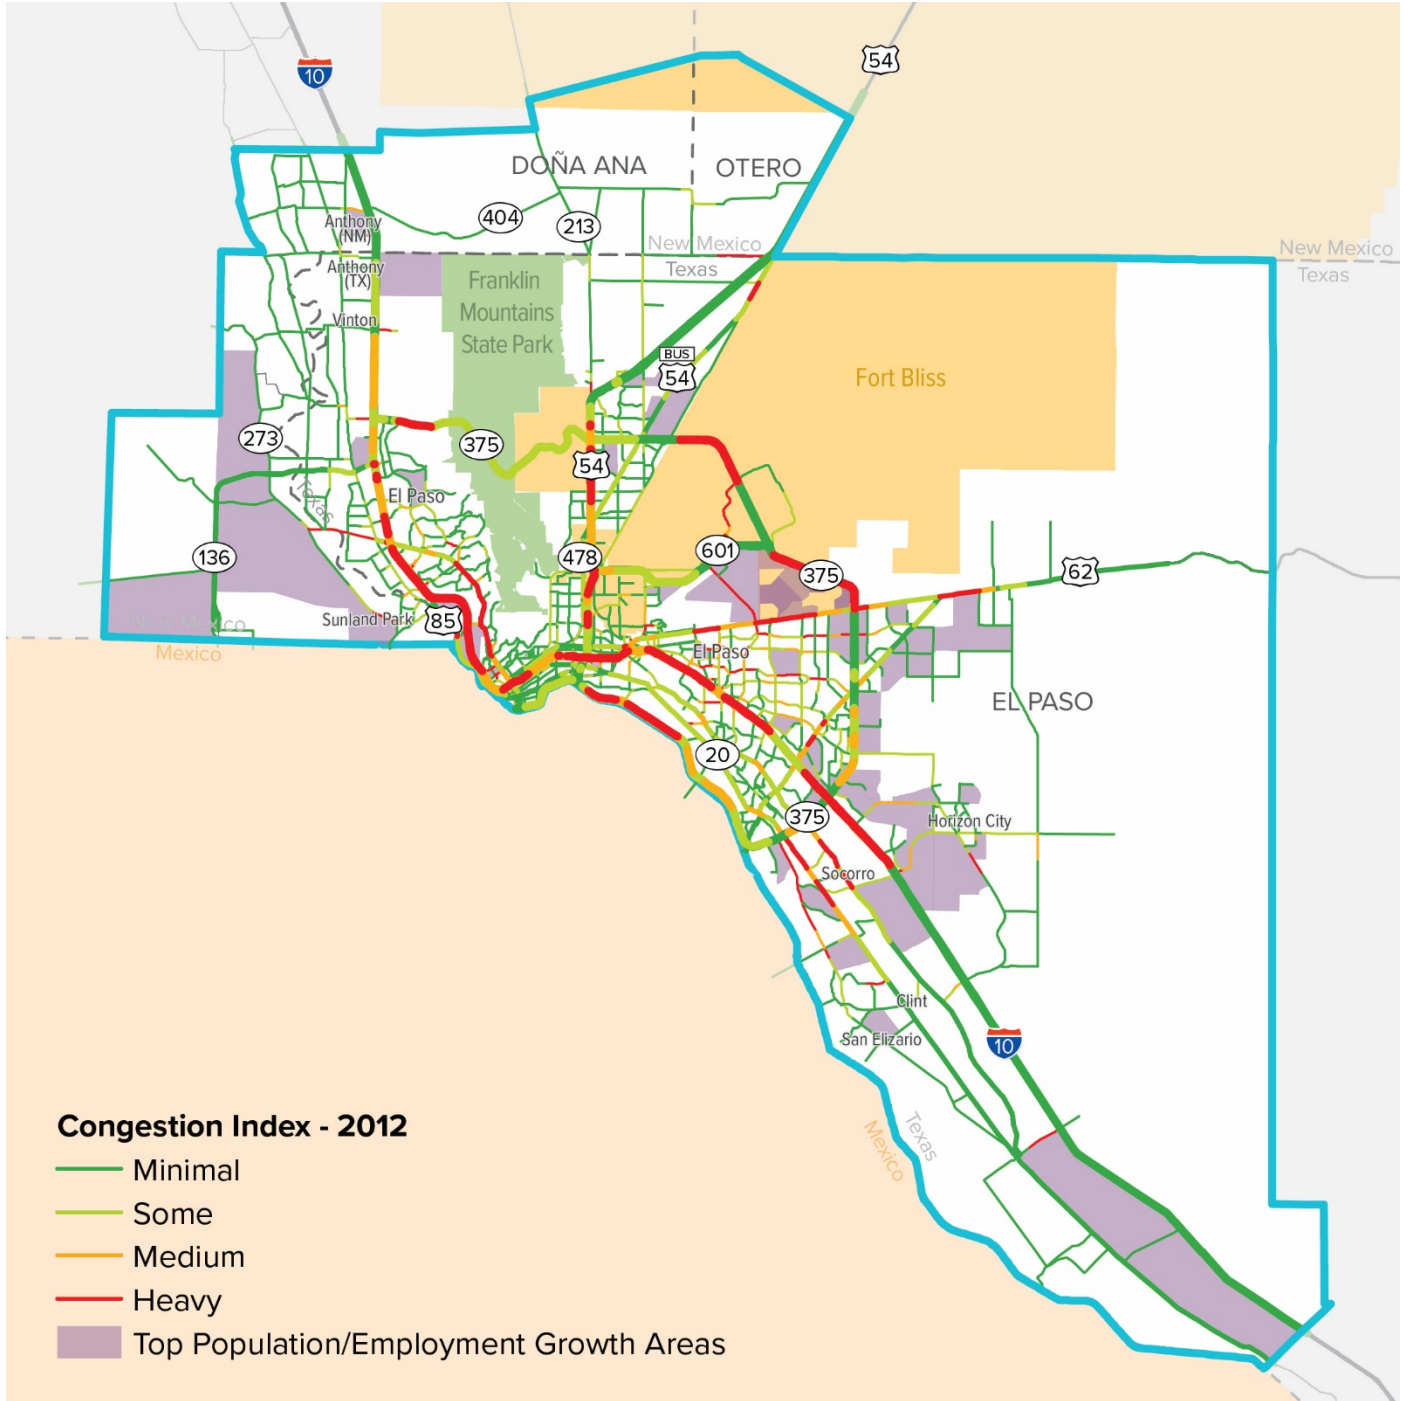 54
10
DOÑA ANA
OTERO
404
213
Anthony
(NM)
New Mexico
Texas
New Mexico
Texas
Anthony
(TX)
Franklin
Mountains
State Park
Vinton
BUS
54
Fort Bliss
273
375
54
El Paso
Texas
136
478
601
375
62
Sunland Park
85
New Mexico
Mexico
El Paso
EL PASO
20
375
Horizon City
Socorro
Clint
San Elizario
10
Texas
Mexico
Congestion Index - 2012
Minimal
Some
Medium
Heavy
Top Population/Employment Growth Areas